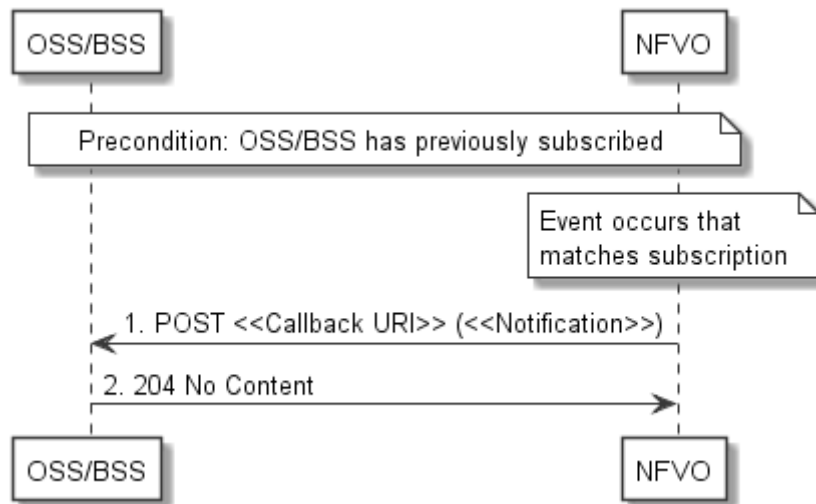 OSS/BSS
NFVO
Precondition: OSS/BSS has previously subscribed
Event occurs that
matches subscription
1. POST <<Callback URI>> (<<Notification>>)
2. 204 No Content
OSS/BSS
NFVO